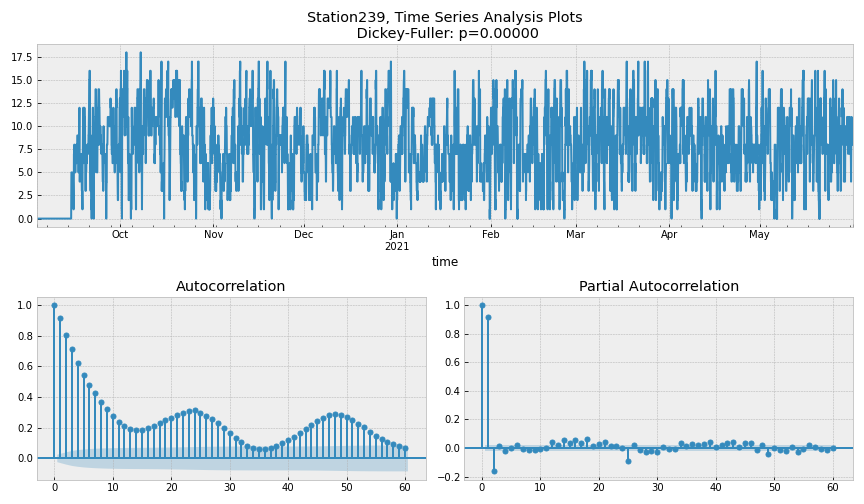 Station239, Time Series Analysis Plots
Dickey-Fuller: p=0.00000
17.5
15.0
12.5
10.0
7.5
5.0
2.5
0.0
Oct Nov Dec Jan Feb Mar Apr May
2021
time
Autocorrelation
1.0
0.8
0.6
0.4
0.2
0.0
0 10 20 30 40 50 60
Partial Autocorrelation
1.0
0.8
0.6
0.4
0.2
0.0
−0.2
0 10 20 30 40 50 60